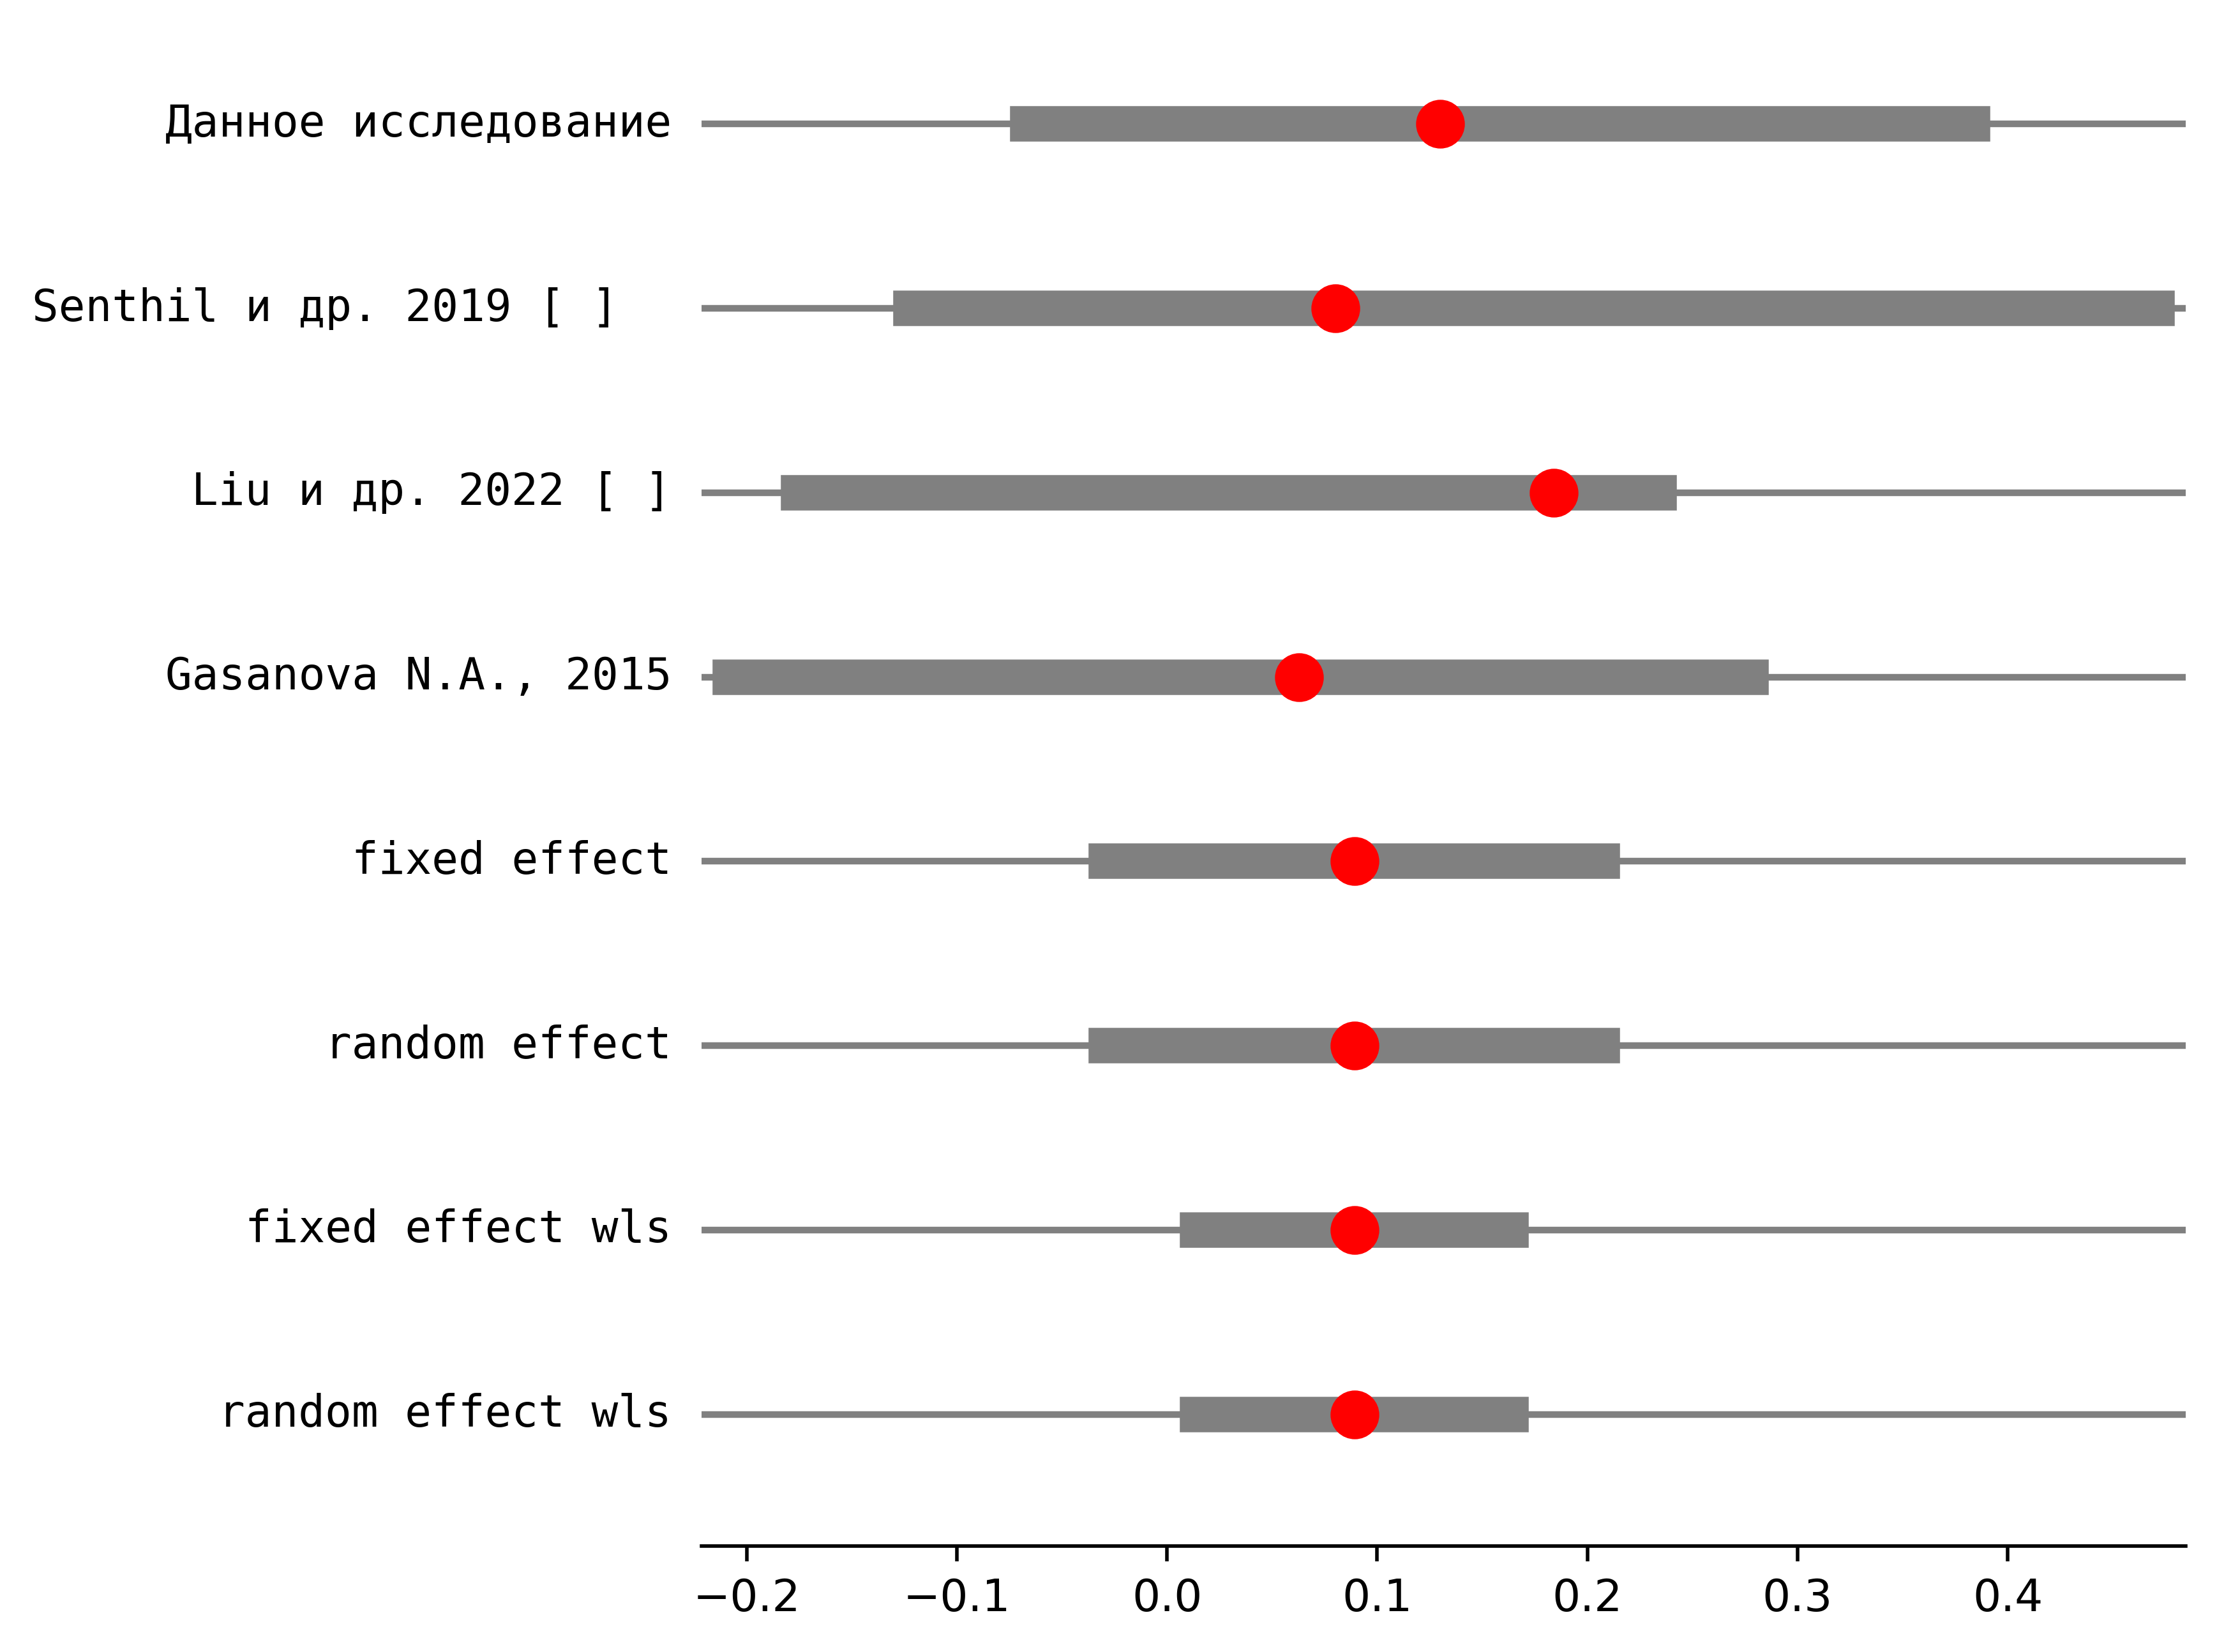 Данное исследование
Senthil и др. 2019 [ ]
Liu и др. 2022 [ ]
Gasanova N.A., 2015
fixed effect
random effect
fixed effect wls
random effect wls
−0.2 −0.1 0.0 0.1 0.2 0.3 0.4